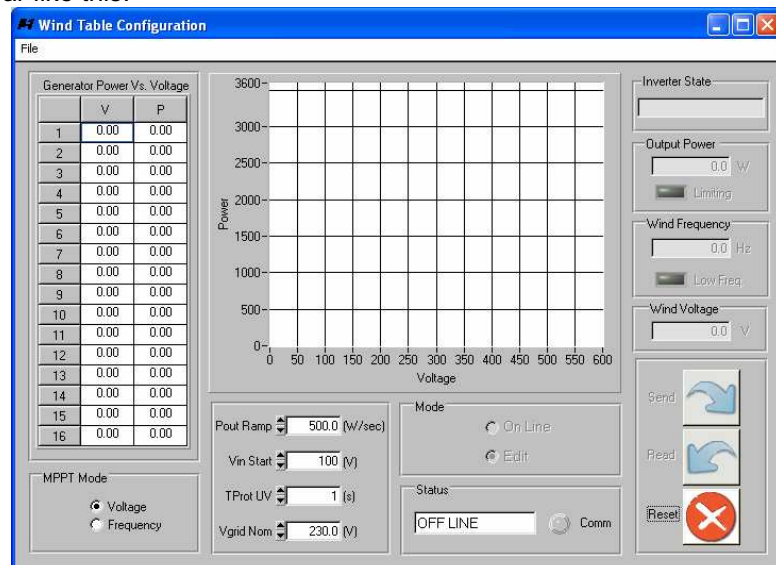 Wind Table Configuration
File
Generator Power Vs. Voltage
V P
1 0.00 0.00
2 0.00 0.00
3 0.00 0.00
4 0.00 0.00
5 0.00 0.00
6 0.00 0.00
7 0.00 0.00
8 0.00 0.00
9 0.00 0.00
10 0.00 0.00
11 0.00 0.00
12 0.00 0.00
13 0.00 0.00
14 0.00 0.00
15 0.00 0.00
16 0.00 0.00
MPPT Mode
Voltage
Frequency
Power
3600
3000
2500
2000
1500
1000
500
0
0 50 100 150 200 250 300 350 400 450 500 550 600
Voltage
Pout Ramp 500.0 (W/sec)
Vin Start 100 (V)
TProt UV 1 (s)
Vgrid Nom 230.0 (V)
Mode
On Line
Edit
Status
OFF LINE Comm
Inverter State
Output Power
0.0 W
Limiting
Wind Frequency
0.0 Hz
Low Freq
Wind Voltage
0.0 V
Send
Read
Reset